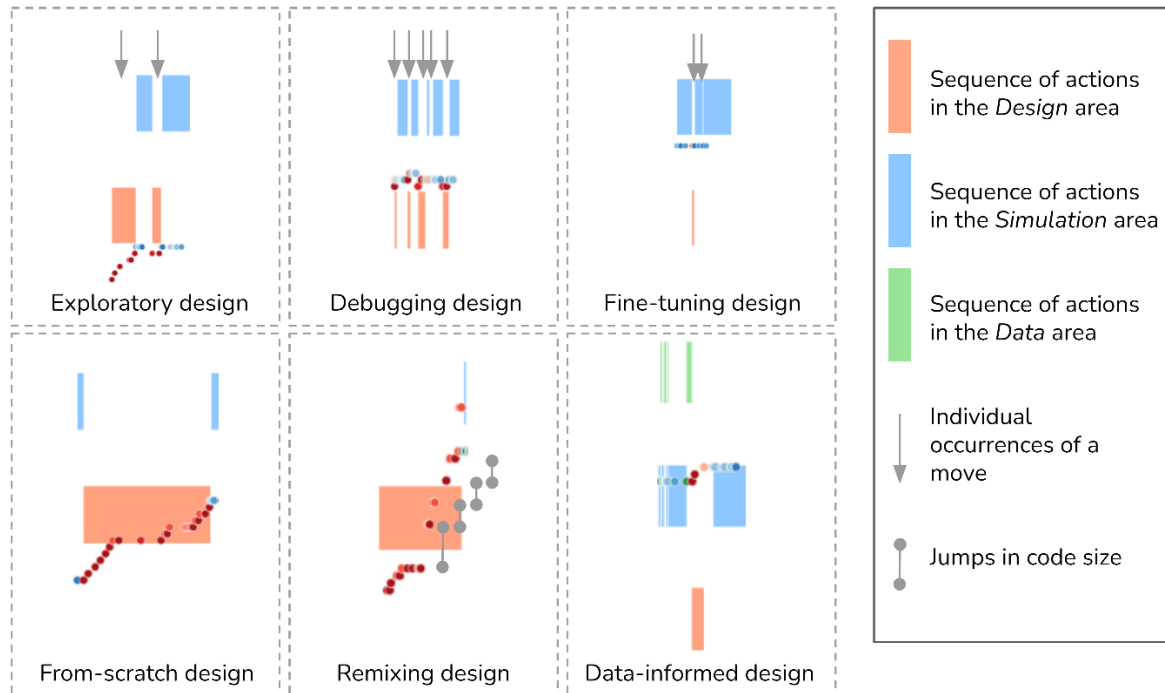 Exploratory design
Debugging design
Fine-tuning design
From-scratch design
Remixing design
Data-informed design
Sequence of actions
in the Design area
Sequence of actions
in the Simulation area
Sequence of actions
in the Data area
Individual
occurrences of a
move
Jumps in code size